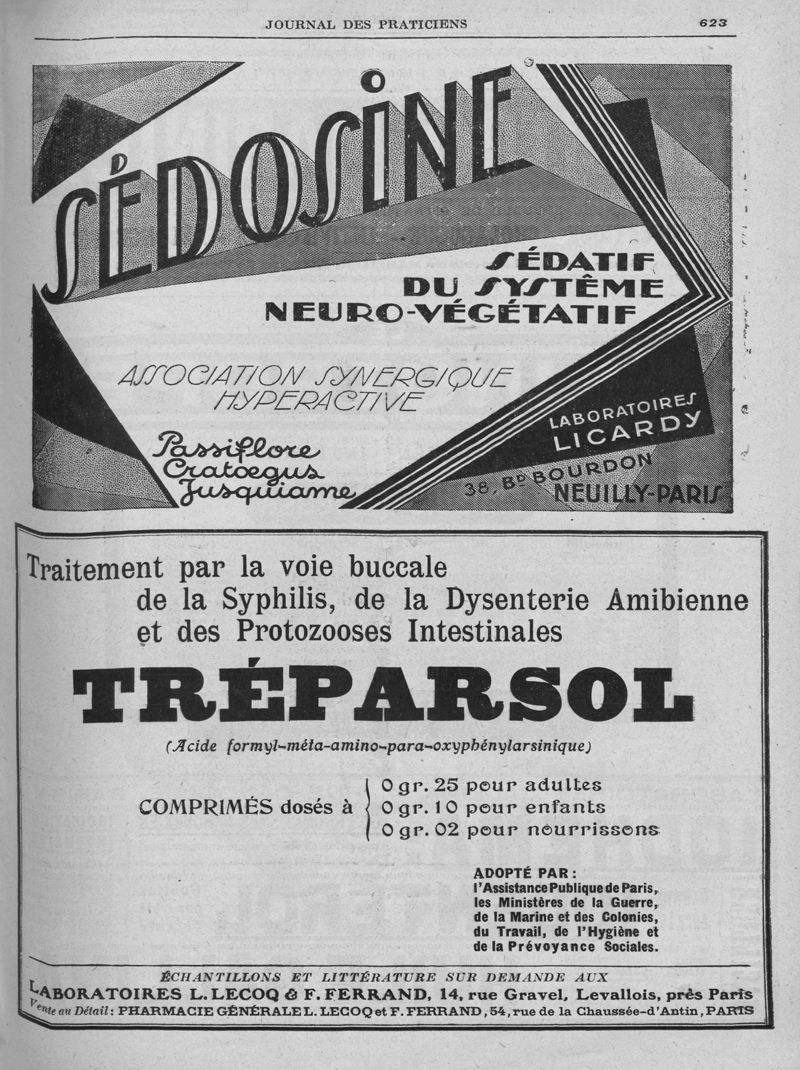 JOURNAL DES PRATICIENS
623
SÉDOSINE
SÉDATIF
DU SYSTÊME
NEURO-VÉGÉTATIF
ASSOCIATION SYNERGIQUE
HYPERACTIVE
Passiflore
Cratoegus
Jusquiame
LABORATOIRES
LICARDY
38, BD BOURDON
NEUILLY-PARIS
Traitement par la voie buccale
de la Syphilis, de la Dysenterie Amibienne
et des Protozooses Intestinales
TRÉPARSOL
(Acide formyl-méta-amino-para-oxyphénylarsinique)
COMPRIMÉS dosés à
0 gr. 25 pour adultes
0 gr. 10 pour enfants
0 gr. 02 pour nourrissons
ADOPTÉ PAR :
l'Assistance Publique de Paris,
les Ministères de la Guerre,
de la Marine et des Colonies,
du Travail, de l'Hygiène et
de la Prévoyance Sociales.
ÉCHANTILLONS ET LITTÉRATURE SUR DEMANDE AUX
LABORATOIRES L. LECOQ & F. FERRAND, 14, rue Gravel, Levallois, près Paris
Vente au Détail : PHARMACIE GÉNÉRALE L. LECOQ et F. FERRAND, 54, rue de la Chaussée-d'Antin, PARIS